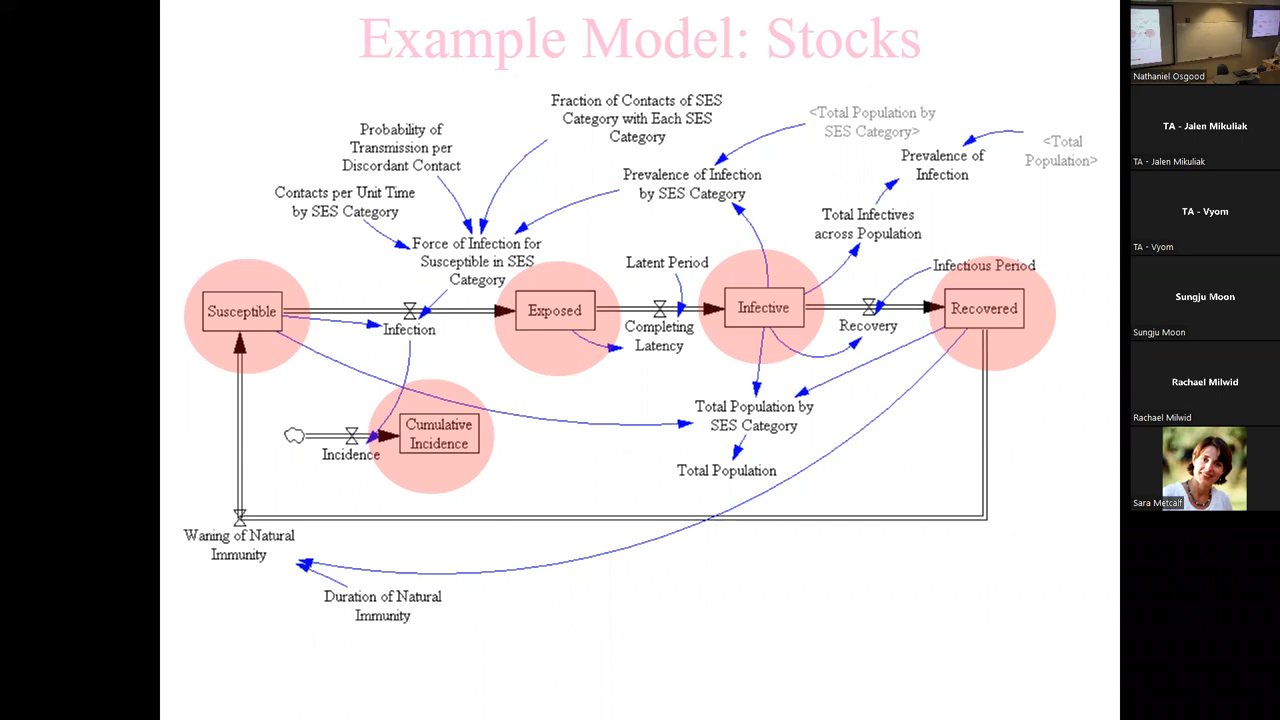 Example Model: Stocks
Fraction of Contacts of SES
Category with Each SES
Category
<Total Population by
SES Category>
<Total
Population>
Probability of
Transmission per
Discordant Contact
Prevalence of
Infection
Prevalence of Infection
by SES Category
Contacts per Unit Time
by SES Category
Total Infectives
across Population
Force of Infection for
Susceptible in SES
Category
Latent Period
Infectious Period
Susceptible
Infection
Exposed
Completing
Latency
Infective
Recovery
Recovered
Cumulative
Incidence
Incidence
Total Population by
SES Category
Total Population
Waning of Natural
Immunity
Duration of Natural
Immunity
Nathaniel Osgood
TA - Jalen Mikuliak
TA - Jalen Mikuliak
TA - Vyom
TA - Vyom
Sungju Moon
Sungju Moon
Rachael Milwid
Rachael Milwid
Sara Metcalf